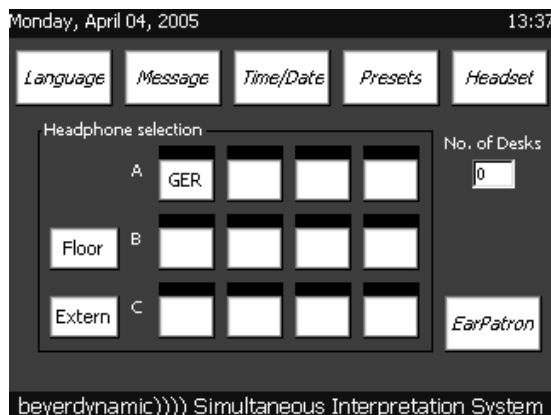 Monday, April 04, 2005 13:37
Language Message Time/Date Presets Headset
Headphone selection
No. of Desks
A GER 0
Floor B
Extern C
EarPatron
beyerdynamic)))) Simultaneous Interpretation System